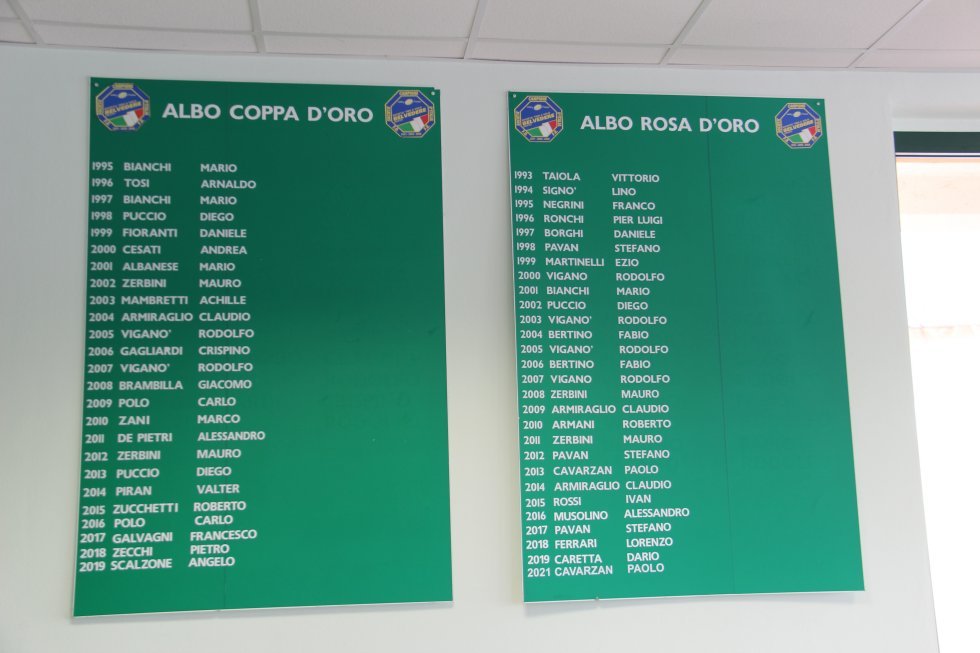 ALBO COPPA D'ORO
1995 BIANCHI MARIO
1996 TOSI ARNALDO
1997 BIANCHI MARIO
1998 PUCCIO DIEGO
1999 FIORANTI DANIELE
2000 CESATI ANDREA
2001 ALBANESE MARIO
2002 ZERBINI MAURO
2003 MAMBRETTI ACHILLE
2004 ARMIRAGLIO CLAUDIO
2005 VIGANO' RODOLFO
2006 GAGLIARDI CRISPINO
2007 VIGANO' RODOLFO
2008 BRAMBILLA GIACOMO
2009 POLO CARLO
2010 ZANI MARCO
2011 DE PIETRI ALESSANDRO
2012 ZERBINI MAURO
2013 PUCCIO DIEGO
2014 PIRAN VALTER
2015 ZUCCHETTI ROBERTO
2016 POLO CARLO
2017 GALVAGNI FRANCESCO
2018 ZECCHI PIETRO
2019 SCALZONE ANGELO
BELVEDERE
BELVEDERE
ALBO ROSA D'ORO
1993 TAIOLA VITTORIO
1994 SIGNO' LINO
1995 NEGRINI FRANCO
1996 RONCHI PIER LUIGI
1997 BORGHI DANIELE
1998 PAVAN STEFANO
1999 MARTINELLI EZIO
2000 VIGANO RODOLFO
2001 BIANCHI MARIO
2002 PUCCIO DIEGO
2003 VIGANO' RODOLFO
2004 BERTINO FABIO
2005 VIGANO' RODOLFO
2006 BERTINO FABIO
2007 VIGANO RODOLFO
2008 ZERBINI MAURO
2009 ARMIRAGLIO CLAUDIO
2010 ARMANI ROBERTO
2011 ZERBINI MAURO
2012 PAVAN STEFANO
2013 CAVARZAN PAOLO
2014 ARMIRAGLIO CLAUDIO
2015 ROSSI IVAN
2016 MUSOLINO ALESSANDRO
2017 PAVAN STEFANO
2018 FERRARI LORENZO
2019 CARETTA DARIO
2021 CAVARZAN PAOLO
BELVEDERE
BELVEDERE